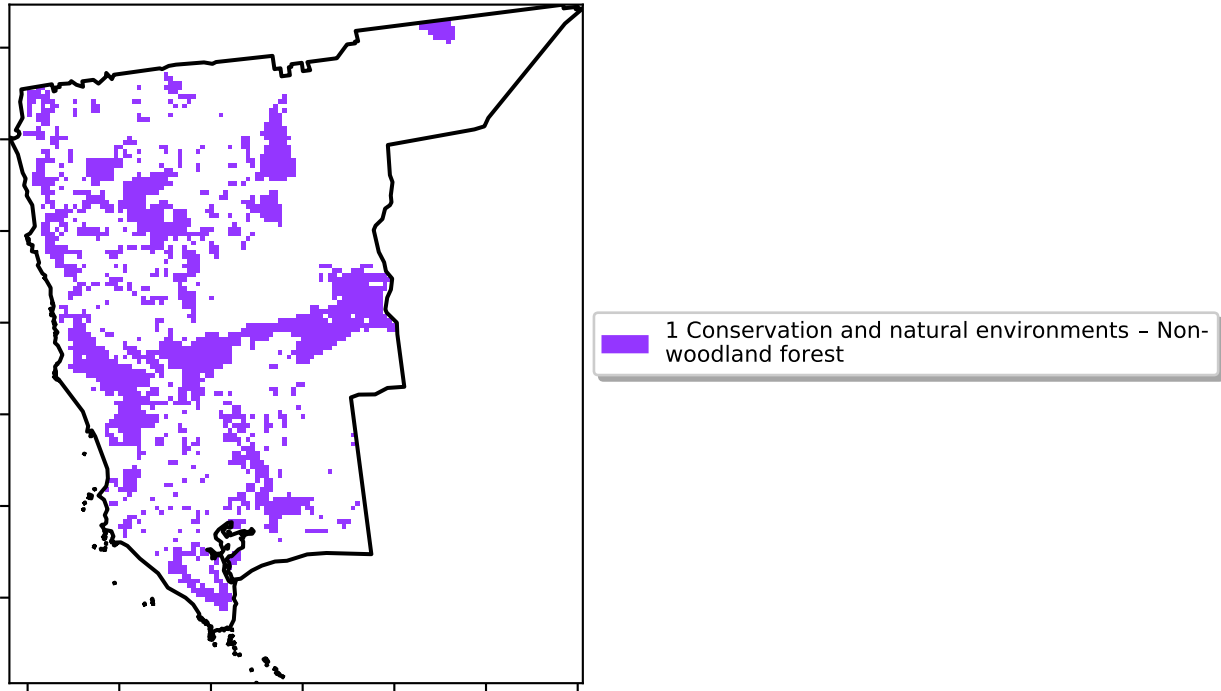 1 Conservation and natural environments – Non-
woodland forest